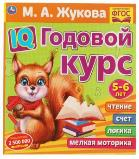 М. А. Жукова
ФГОС
IQ Годовой
курс
5-6
лет
чтение
счет
логика
мелкая моторика
2 500 000